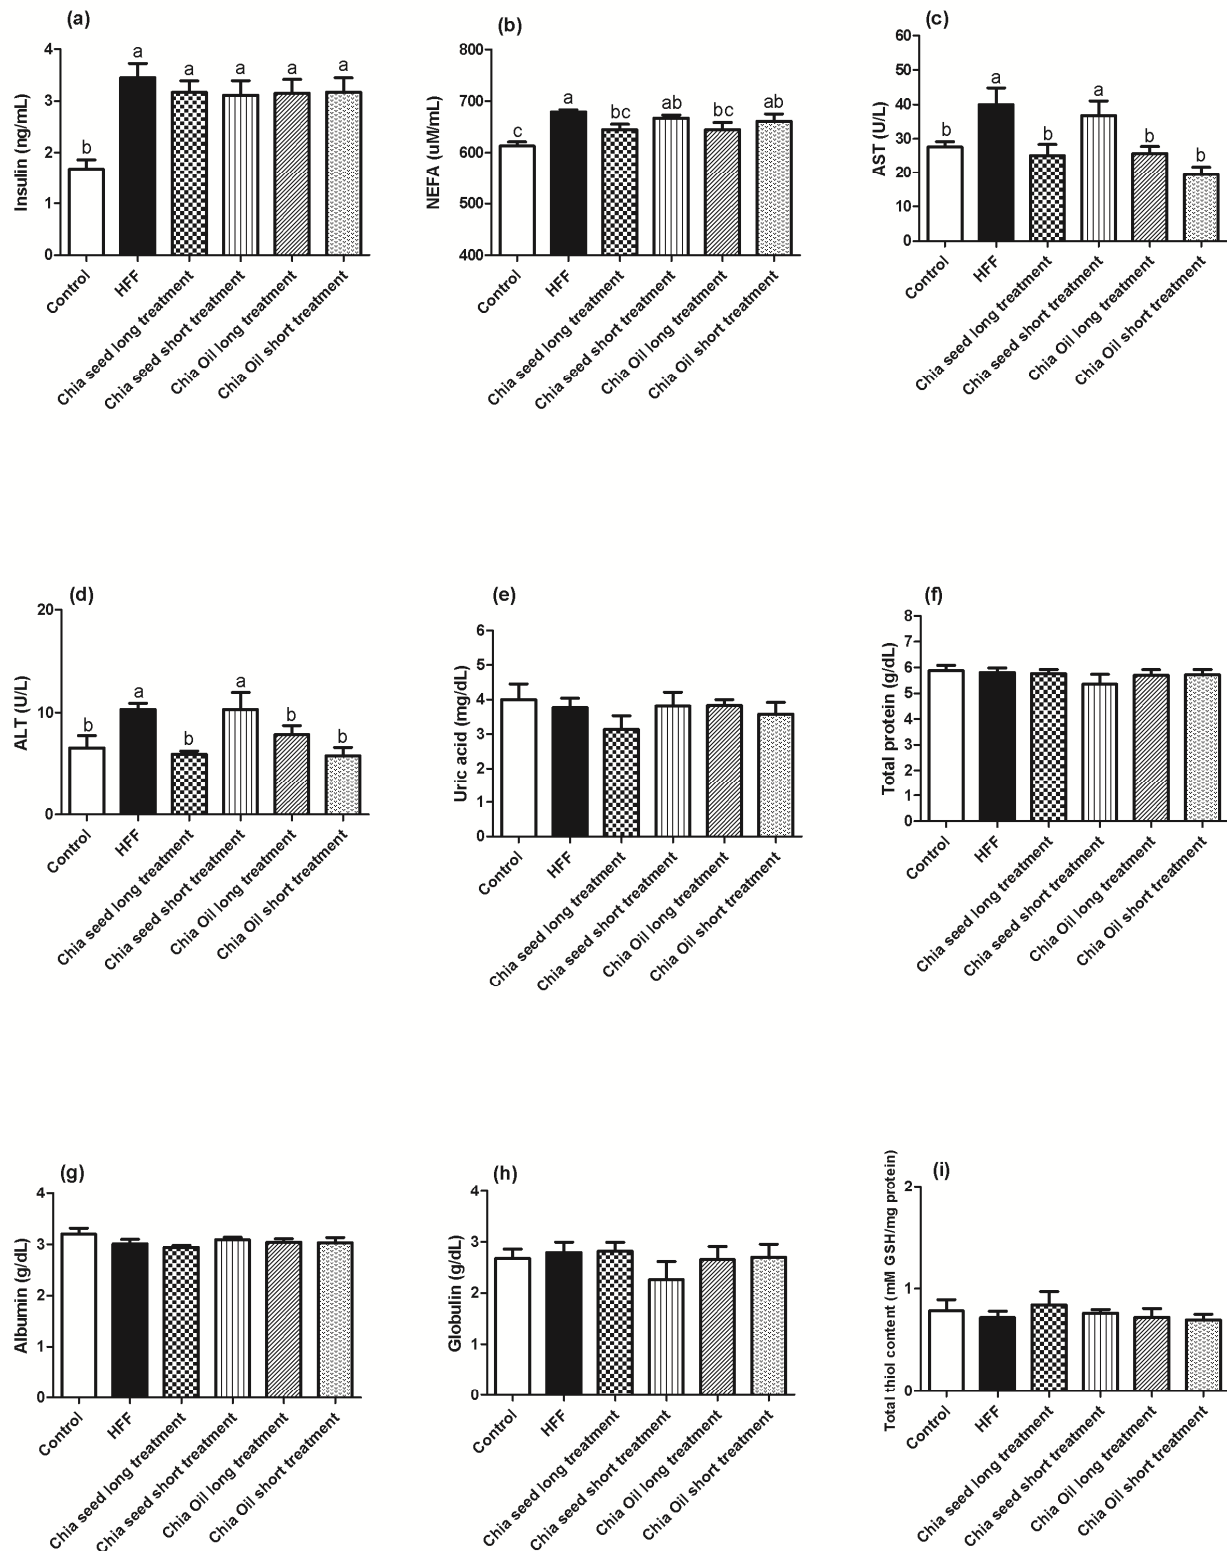 (a)
Insulin (ng/mL)
4
3
2
1
0
b
a
a
a
a
a
Control
HFF
Chia seed long treatment
Chia seed short treatment
Chia Oil long treatment
Chia Oil short treatment
(b)
NEFA (uM/mL)
800
700
600
500
400
c
a
bc
ab
bc
ab
Control
HFF
Chia seed long treatment
Chia seed short treatment
Chia Oil long treatment
Chia Oil short treatment
(c)
AST (U/L)
60
50
40
30
20
10
0
b
a
b
a
b
b
Control
HFF
Chia seed long treatment
Chia seed short treatment
Chia Oil long treatment
Chia Oil short treatment
(d)
ALT (U/L)
20
10
0
b
a
b
a
b
b
Control
HFF
Chia seed long treatment
Chia seed short treatment
Chia Oil long treatment
Chia Oil short treatment
(e)
Uric acid (mg/dL)
6
5
4
3
2
1
0
Control
HFF
Chia seed long treatment
Chia seed short treatment
Chia Oil long treatment
Chia Oil short treatment
(f)
Total protein (g/dL)
8
7
6
5
4
3
2
1
0
Control
HFF
Chia seed long treatment
Chia seed short treatment
Chia Oil long treatment
Chia Oil short treatment
(g)
Albumin (g/dL)
4
3
2
1
0
Control
HFF
Chia seed long treatment
Chia seed short treatment
Chia Oil long treatment
Chia Oil short treatment
(h)
Globulin (g/dL)
4
3
2
1
0
Control
HFF
Chia seed long treatment
Chia seed short treatment
Chia Oil long treatment
Chia Oil short treatment
(i)
Total thiol content (mM GSH/mg protein)
2
1
0
Control
HFF
Chia seed long treatment
Chia seed short treatment
Chia Oil long treatment
Chia Oil short treatment